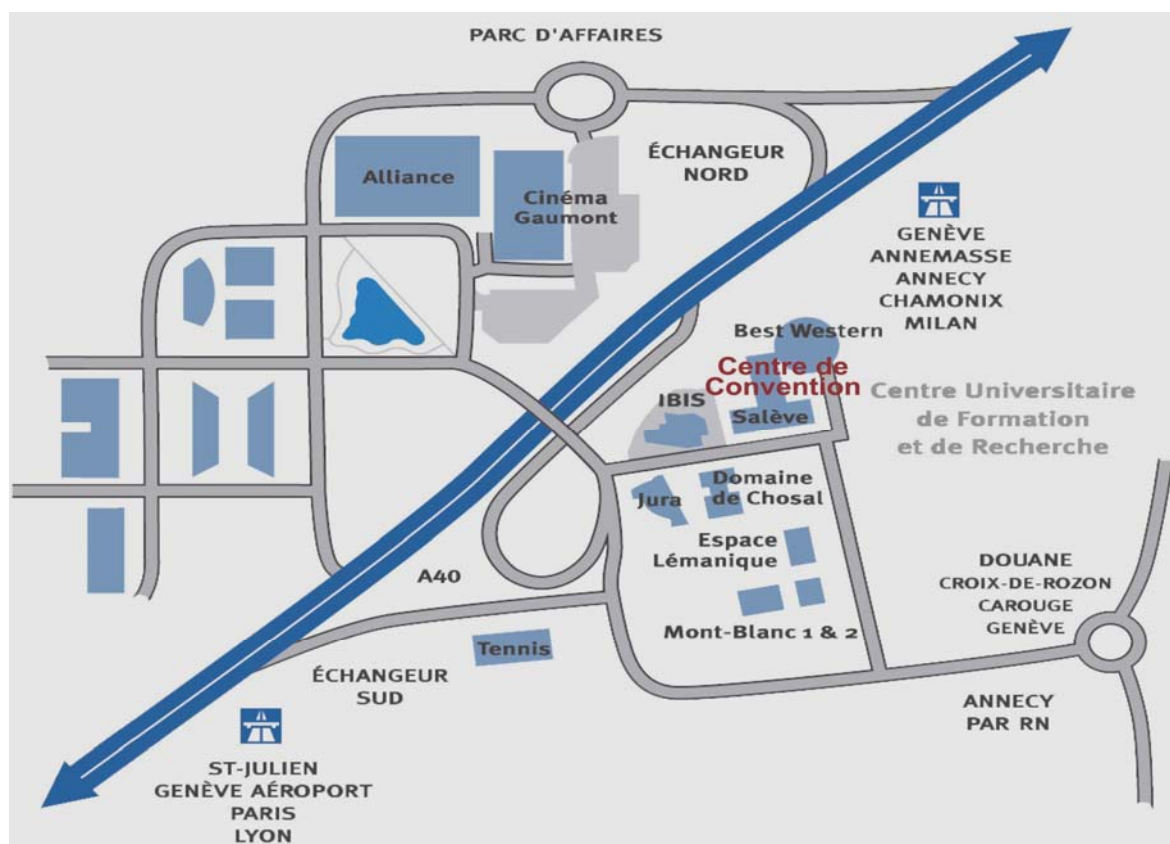 PARC D'AFFAIRES
ÉCHANGEUR
NORD
Alliance
Cinéma
Gaumont
GENÈVE
ANNEMASSE
ANNECY
CHAMONIX
MILAN
Best Western
Centre de
Convention
IBIS
Salève
Centre Universitaire
de Formation
et de Recherche
Jura
Domaine
de Chosal
Espace
Lémanique
A40
DOUANE
CROIX-DE-ROZON
CAROUGE
GENÈVE
Mont-Blanc 1 & 2
Tennis
ÉCHANGEUR
SUD
ANNECY
PAR RN
ST-JULIEN
GENÈVE AÉROPORT
PARIS
LYON